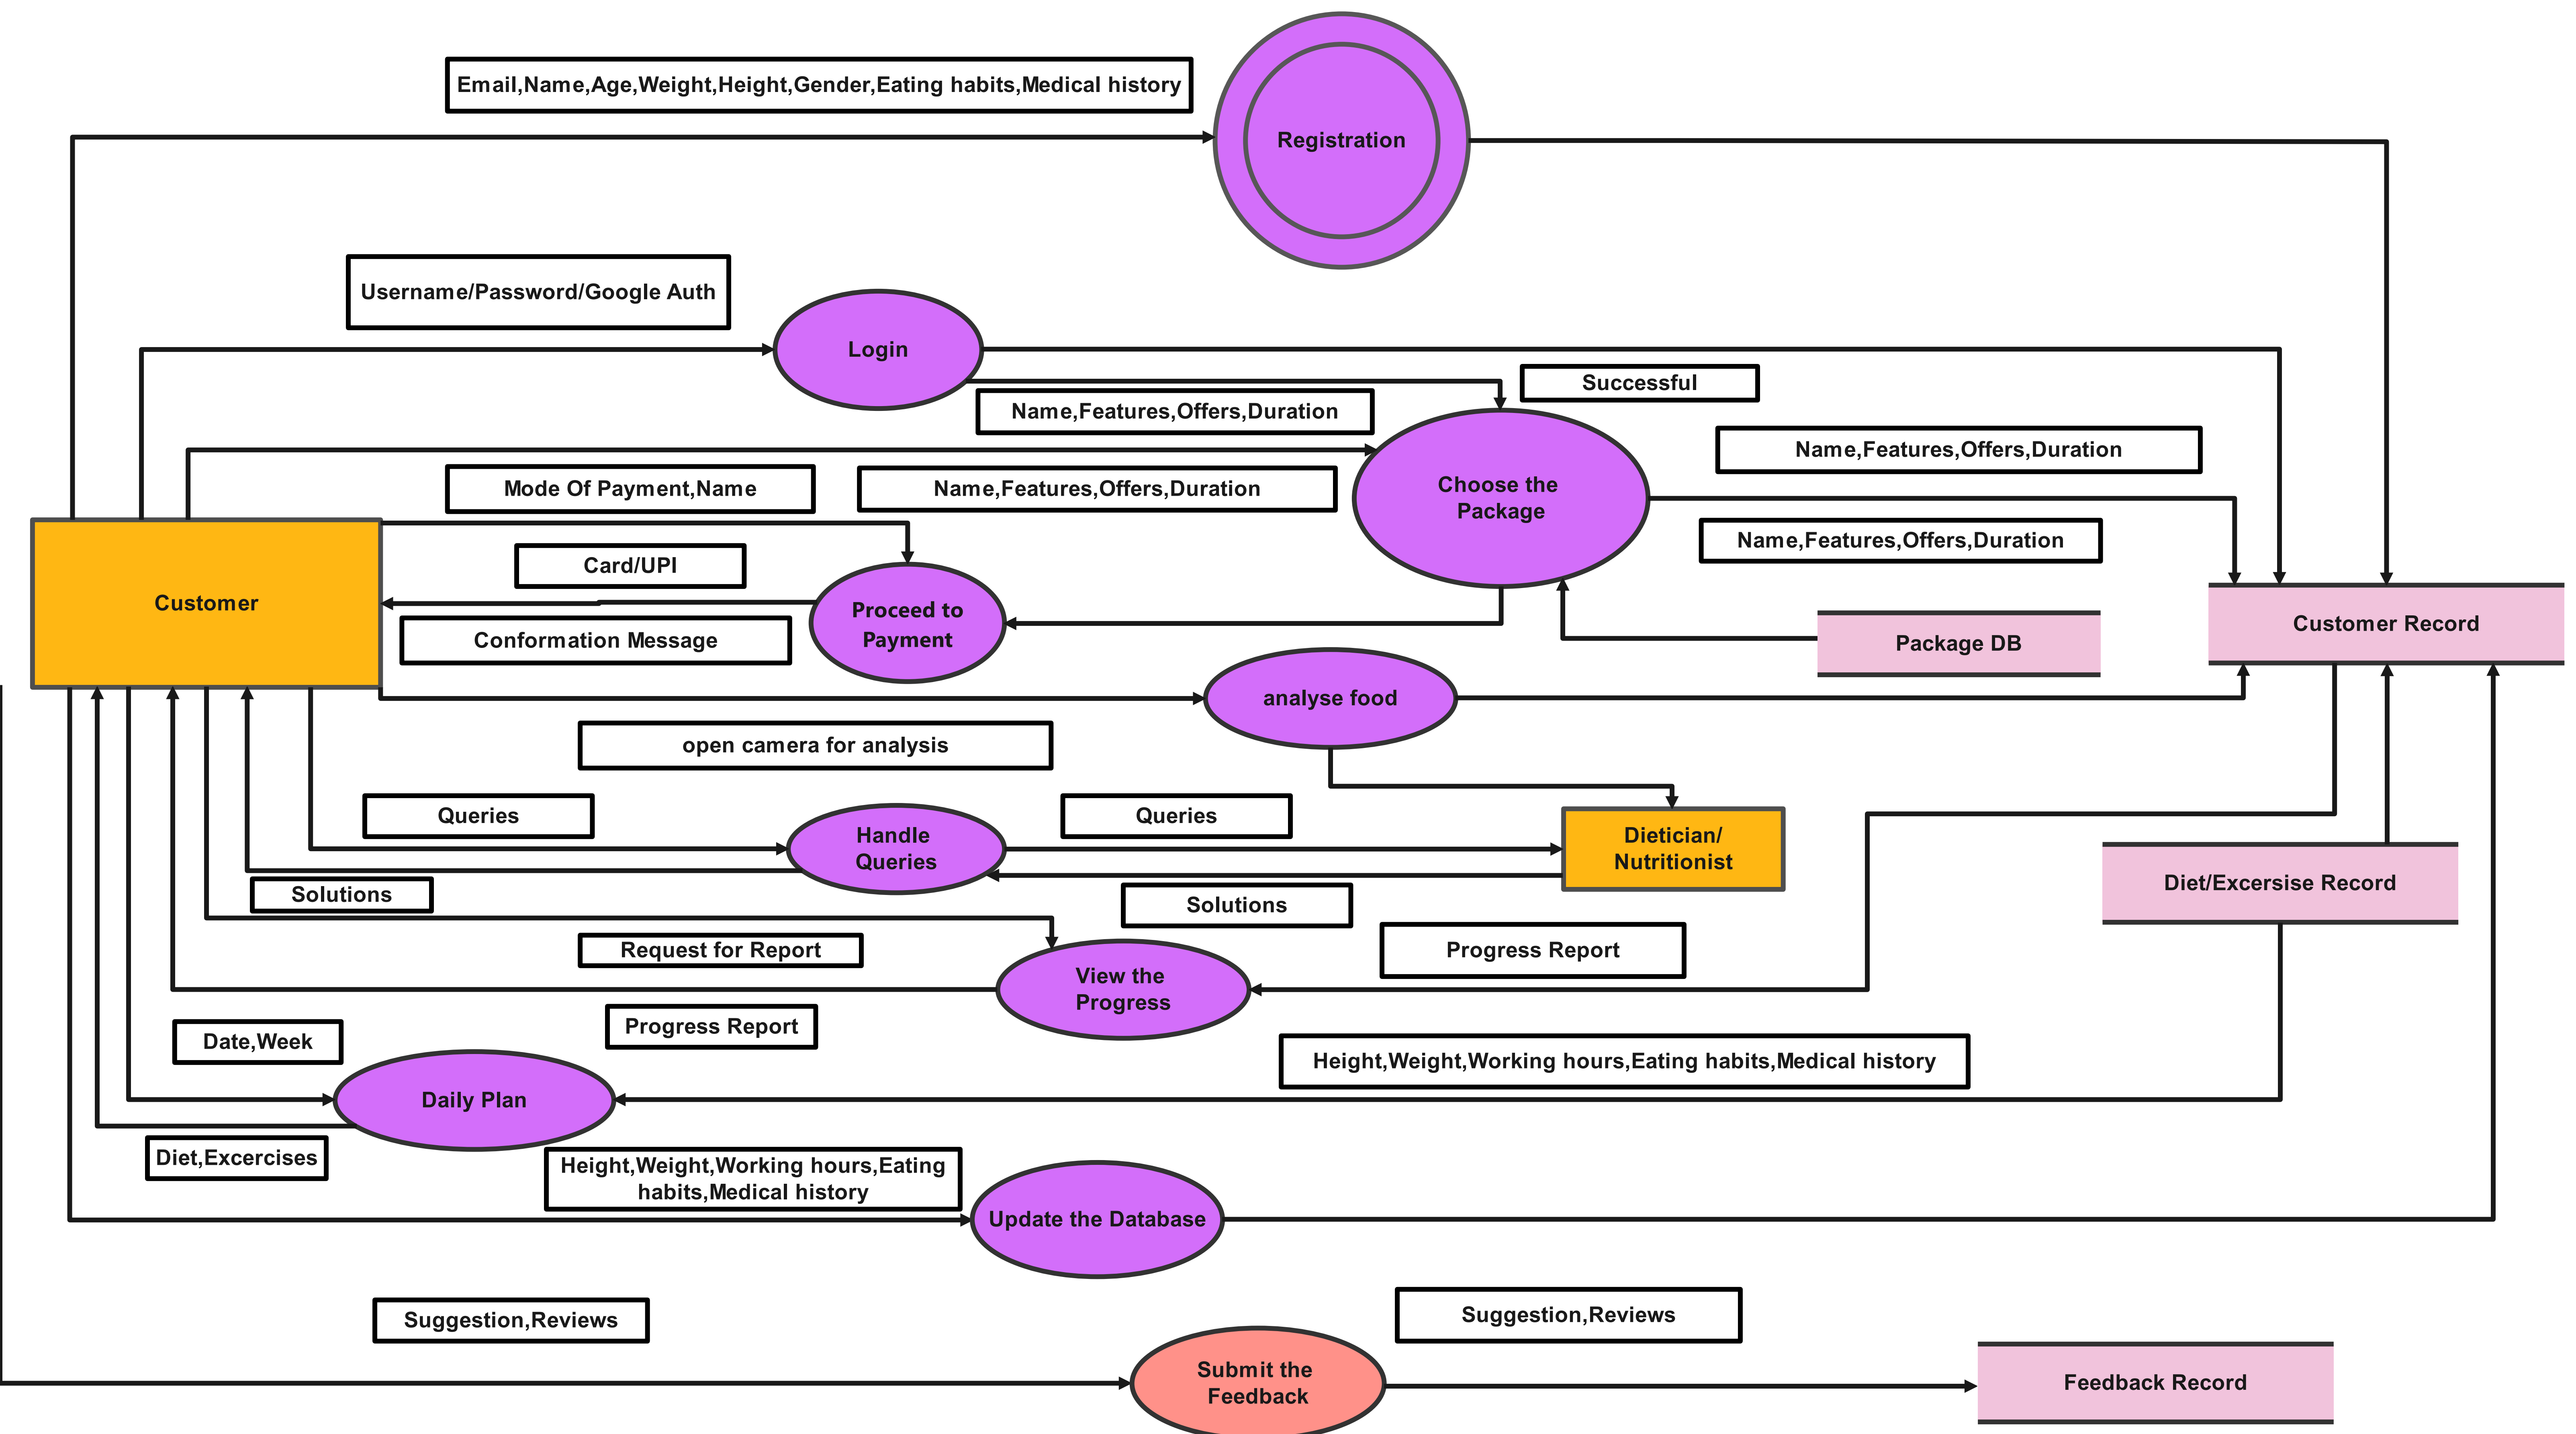 Email,Name,Age,Weight,Height,Gender,Eating habits,Medical history
Registration
Username/Password/Google Auth
Login
Successful
Name,Features,Offers,Duration
Name,Features,Offers,Duration
Mode Of Payment,Name
Name,Features,Offers,Duration
Choose the
Package
Name,Features,Offers,Duration
Card/UPI
Customer
Proceed to
Payment
Conformation Message
Package DB
Customer Record
analyse food
open camera for analysis
Queries
Handle
Queries
Queries
Dietician/
Nutritionist
Diet/Excersise Record
Solutions
Solutions
Request for Report
View the
Progress
Progress Report
Progress Report
Date,Week
Height,Weight,Working hours,Eating habits,Medical history
Daily Plan
Diet,Excercises
Height,Weight,Working hours,Eating
habits,Medical history
Update the Database
Suggestion,Reviews
Suggestion,Reviews
Submit the
Feedback
Feedback Record